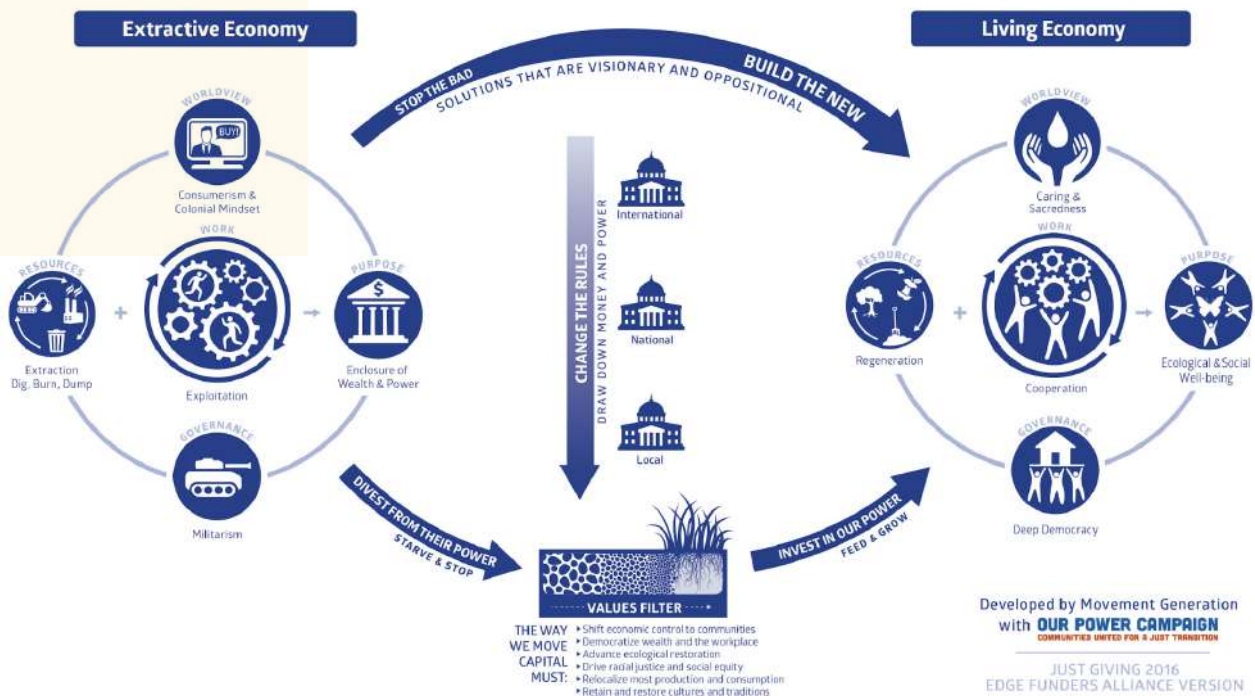 Extractive Economy
WORLDVIEW
BUY!
Consumerism &
Colonial Mindset
WORK
RESOURCES
PURPOSE
+
$
Extraction
Dig, Burn, Dump
Exploitation
Enclosure of
Wealth & Power
GOVERNANCE
Militarism
STOP THE BAD
BUILD THE NEW
SOLUTIONS THAT ARE VISIONARY AND OPPOSITIONAL
CHANGE THE RULES
DRAW DOWN MONEY AND POWER
International
National
Local
DIVEST FROM THEIR POWER
STARVE & STOP
INVEST IN OUR POWER
FEED & GROW
VALUES FILTER
THE WAY
WE MOVE
CAPITAL
MUST:
Shift economic control to communities
Democratize wealth and the workplace
Advance ecological restoration
Drive racial justice and social equity
Relocalize most production and consumption
Retain and restore cultures and traditions
Living Economy
WORLDVIEW
Caring &
Sacredness
WORK
RESOURCES
PURPOSE
+
Regeneration
Cooperation
Ecological & Social
Well-being
GOVERNANCE
Deep Democracy
Developed by Movement Generation
with OUR POWER CAMPAIGN
COMMUNITIES UNITED FOR A JUST TRANSITION
JUST GIVING 2016
EDGE FUNDERS ALLIANCE VERSION